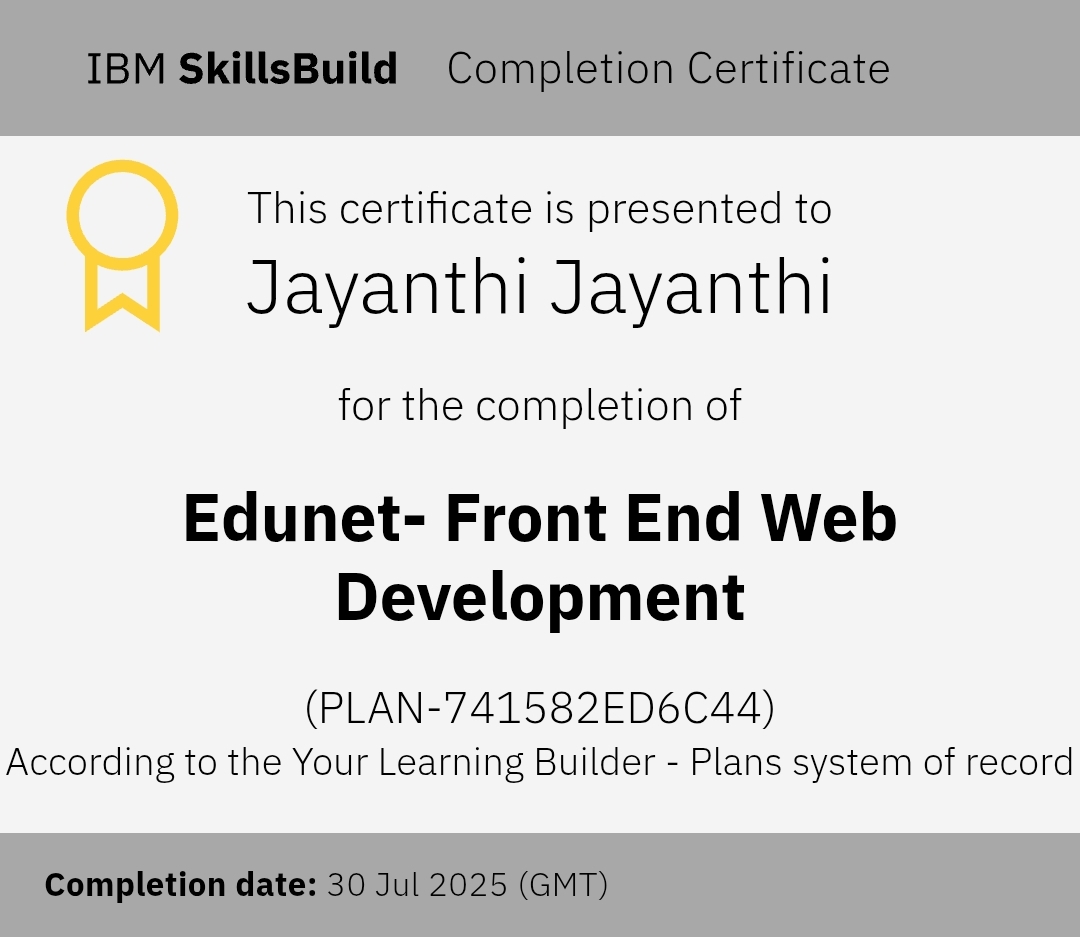 IBM SkillsBuild Completion Certificate
This certificate is presented to
Jayanthi Jayanthi
for the completion of
Edunet- Front End Web
Development
(PLAN-741582ED6C44)
According to the Your Learning Builder - Plans system of record
Completion date: 30 Jul 2025 (GMT)